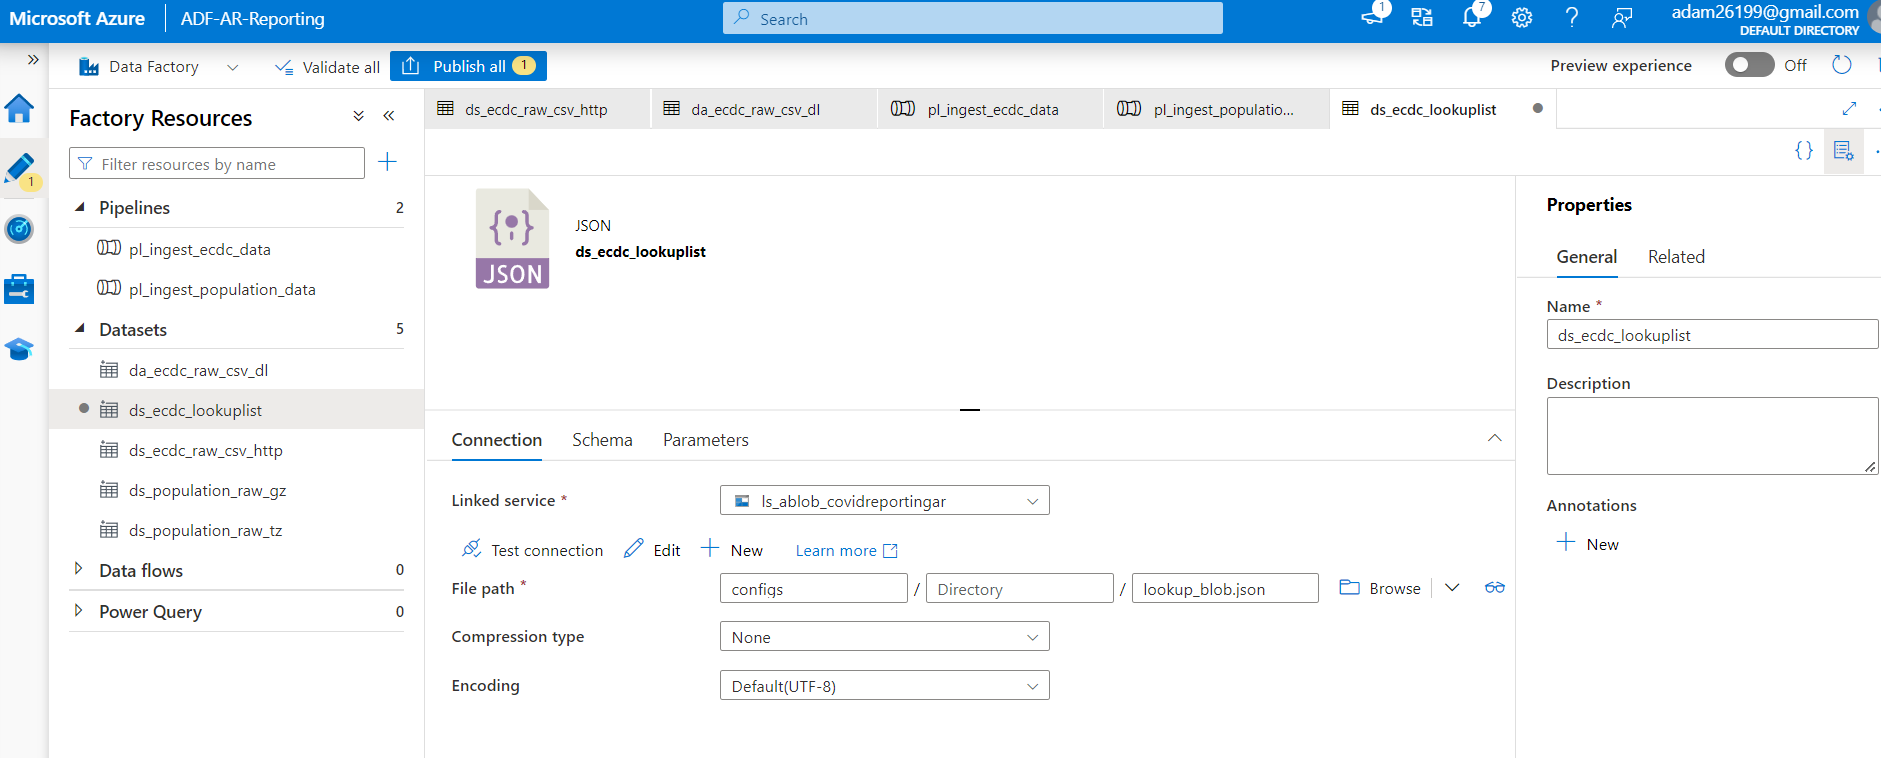 Microsoft Azure
ADF-AR-Reporting
Search
1
7
adam26199@gmail.com
DEFAULT DIRECTORY
Data Factory
Validate all
Publish all 1
Preview experience
Off
1
Factory Resources
Filter resources by name
Pipelines 2
pl_ingest_ecdc_data
pl_ingest_population_data
Datasets 5
da_ecdc_raw_csv_dl
ds_ecdc_lookuplist
ds_ecdc_raw_csv_http
ds_population_raw_gz
ds_population_raw_tz
Data flows 0
Power Query 0
ds_ecdc_raw_csv_http
da_ecdc_raw_csv_dl
pl_ingest_ecdc_data
pl_ingest_populatio...
ds_ecdc_lookuplist
{}
JSON
JSON
ds_ecdc_lookuplist
Connection Schema Parameters
Linked service * ls_ablob_covidreportingar
Test connection Edit New Learn more
File path * configs / Directory / lookup_blob.json Browse
Compression type None
Encoding Default(UTF-8)
Properties
General Related
Name *
ds_ecdc_lookuplist
Description
Annotations
New